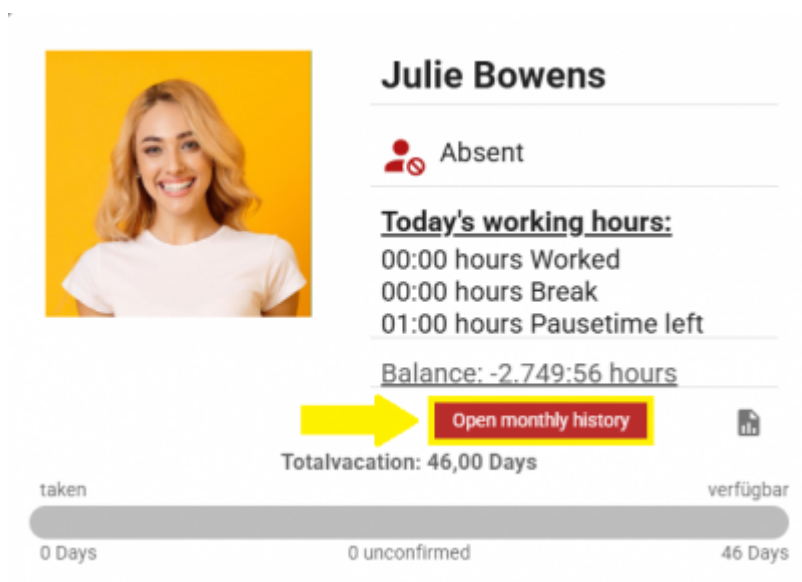 Julie Bowens
Absent
Today's working hours:
00:00 hours Worked
00:00 hours Break
01:00 hours Pausetime left
Balance: -2.749:56 hours
Open monthly history
Totalvacation: 46,00 Days
taken verfügbar
0 Days 0 unconfirmed 46 Days